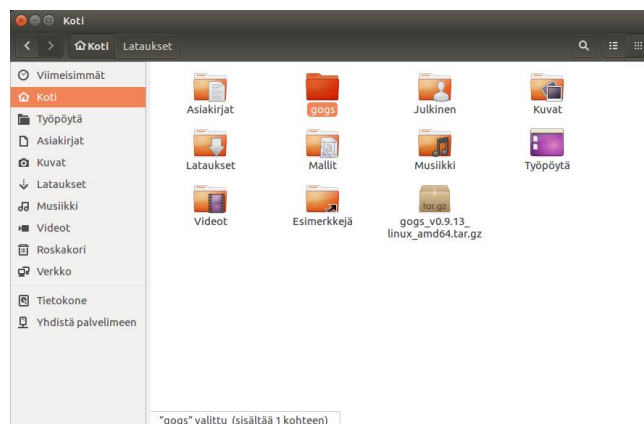 Koti
Koti Lataukset
Viimeisimmät
Koti
Työpöytä
Asiakirjat
Kuvat
Lataukset
Musiikki
Videot
Roskakori
Verkko
Tietokone
Yhdistä palvelimeen
Asiakirjat gogs Julkinen Kuvat
Lataukset Mallit Musiikki Työpöytä
tar.gz
Videot Esimerkkejä gogs_v0.9.13_
linux_amd64.tar.gz
"gogs" valittu (sisältää 1 kohteen)